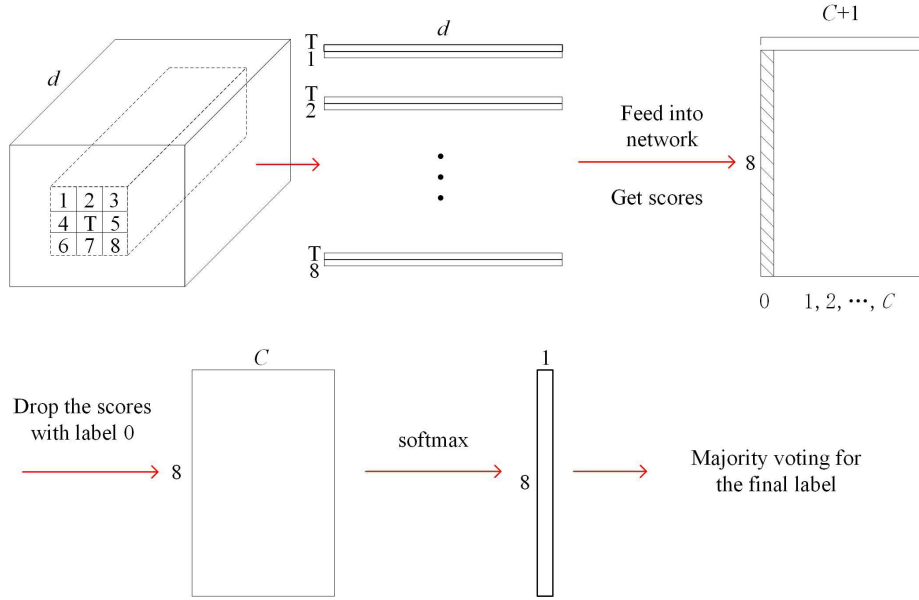 d
1 2 3
4 T 5
6 7 8
d
T
1
T
2
T
8
Feed into
network
Get scores
C+1
8
0 1, 2, ···, C
Drop the scores
with label 0
C
8
softmax
1
8
Majority voting for
the final label